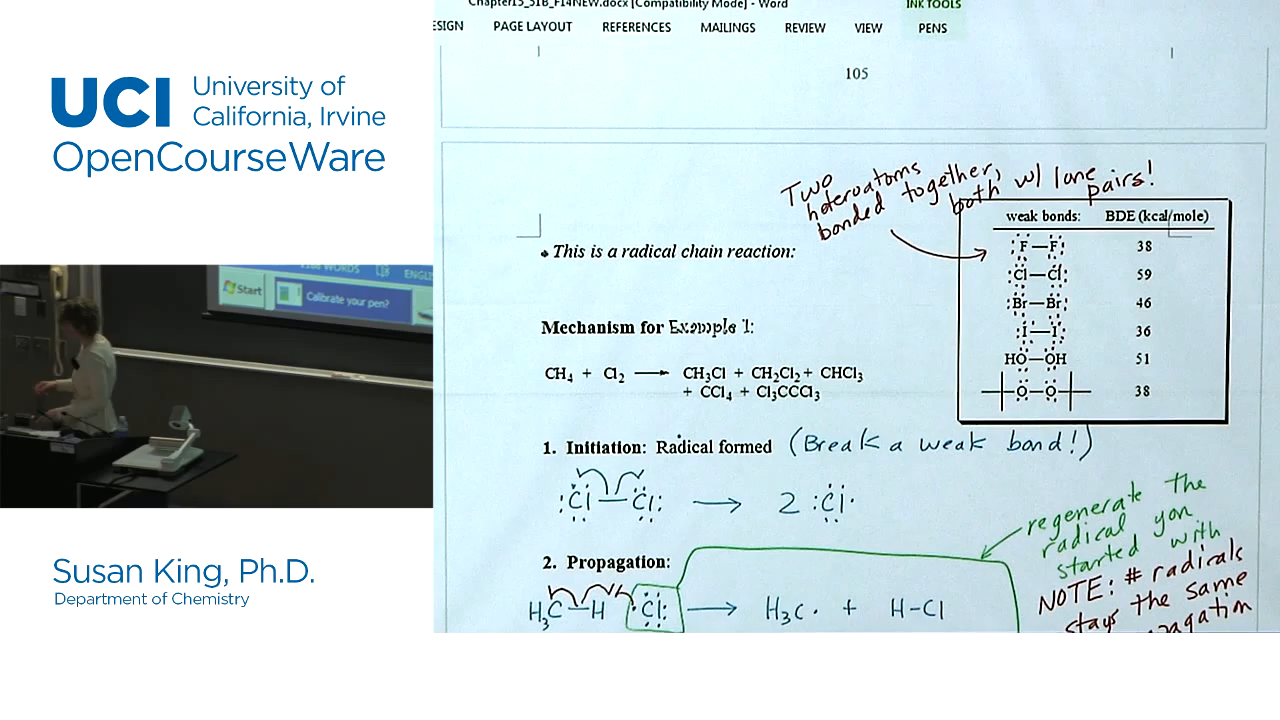 UCI University of
California, Irvine
OpenCourseWare
Start
Calibrate your pen?
Susan King, Ph.D.
Department of Chemistry
Chapter15_51B_F14NEW.docx [Compatibility Mode] - Word
INK TOOLS
ESIGN PAGE LAYOUT REFERENCES MAILINGS REVIEW VIEW PENS
105
Two
heteroatoms
bonded together,
both w/ lone
pairs!
weak bonds: BDE (kcal/mole)
:F—F: 38
:Cl—Cl: 59
:Br—Br: 46
:I—I: 36
HO—OH 51
O—O 38
This is a radical chain reaction:
Mechanism for Example 1:
CH4 + Cl2 → CH3Cl + CH2Cl2 + CHCl3
+ CCl4 + Cl3CCCl3
1. Initiation: Radical formed (Break a weak bond!)
:Cl—Cl: → 2 :Cl·
regenerate the
radical you
started with
2. Propagation:
H3C—H ·Cl: → H3C· + H-Cl
NOTE: # radicals
stays the same